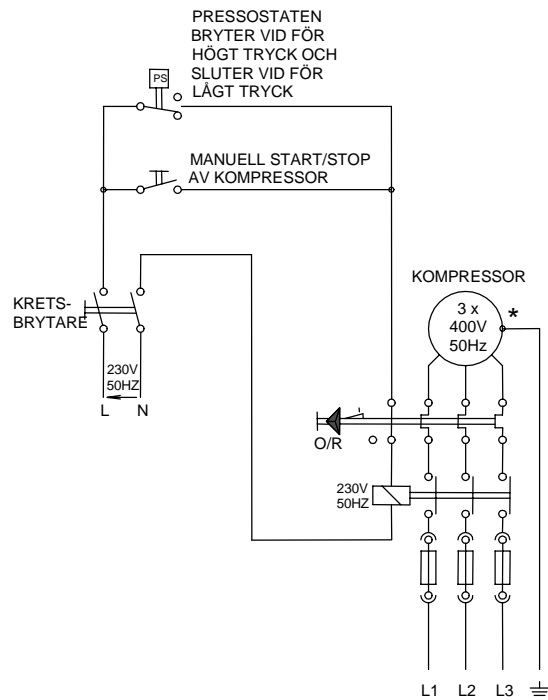 PRESSOSTATEN
BRYTER VID FÖR
HÖGT TRYCK OCH
SLUTER VID FÖR
LÅGT TRYCK
PS
MANUELL START/STOP
AV KOMPRESSOR
KOMPRESSOR
3 x
400V
50Hz
*
KRETS-
BRYTARE
230V
50HZ
L N
O/R
230V
50HZ
L1 L2 L3